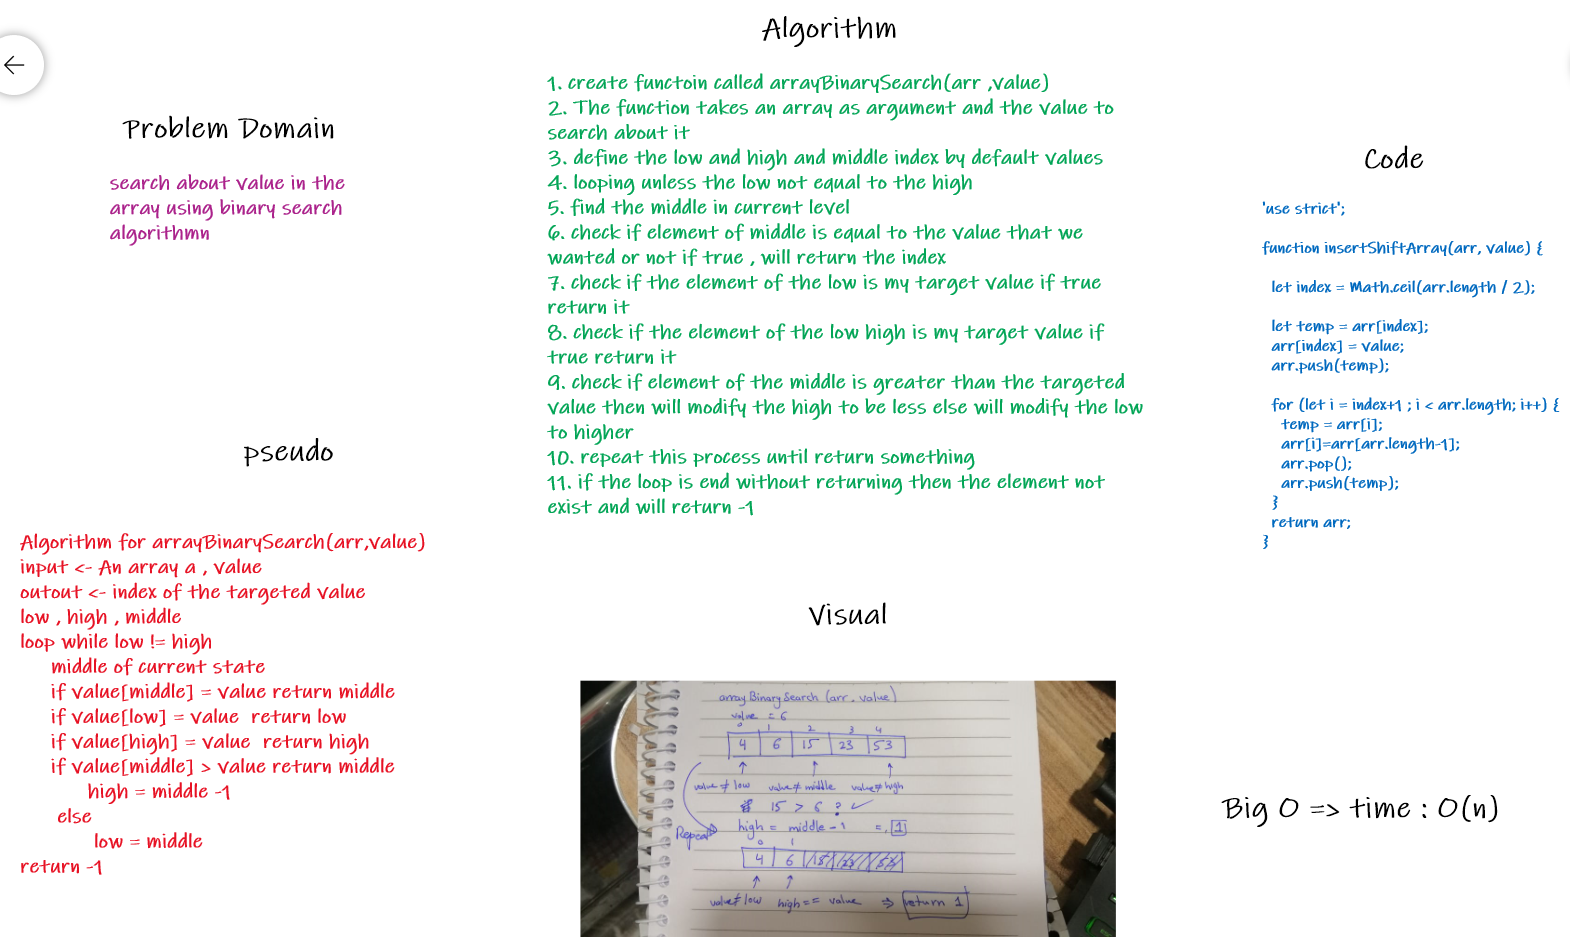 Problem Domain
search about value in the
array using binary search
algorithmn
pseudo
Algorithm for arrayBinarySearch(arr,value)
input <- An array a , value
outout <- index of the targeted value
low , high , middle
loop while low != high
middle of current state
if value[middle] = value return middle
if value[low] = value  return low
if value[high] = value  return high
if value[middle] > value return middle
high = middle -1
else
low = middle
return -1
Algorithm
1. create functoin called arrayBinarySearch(arr ,value)
2. The function takes an array as argument and the value to
search about it
3. define the low and high and middle index by default values
4. looping unless the low not equal to the high
5. find the middle in current level
6. check if element of middle is equal to the value that we
wanted or not if true , will return the index
7. check if the element of the low is my target value if true
return it
8. check if the element of the low high is my target value if
true return it
9. check if element of the middle is greater than the targeted
value then will modify the high to be less else will modify the low
to higher
10. repeat this process until return something
11. if the loop is end without returning then the element not
exist and will return -1
Visual
array Binary Search (arr, value)
value = 6
0 1 2 3 4
4 6 15 23 53
value ≠ low value ≠ middle value ≠ high
15 > 6 ? ✓
Repeat high = middle - 1 = 1
0 1
4 6 15 23 53
value ≠ low high == value ⇒ return 1
Code
'use strict';
function insertShiftArray(arr, value) {
let index = Math.ceil(arr.length / 2);
let temp = arr[index];
arr[index] = value;
arr.push(temp);
for (let i = index+1 ; i < arr.length; i++) {
temp = arr[i];
arr[i]=arr[arr.length-1];
arr.pop();
arr.push(temp);
}
return arr;
}
Big O => time : O(n)